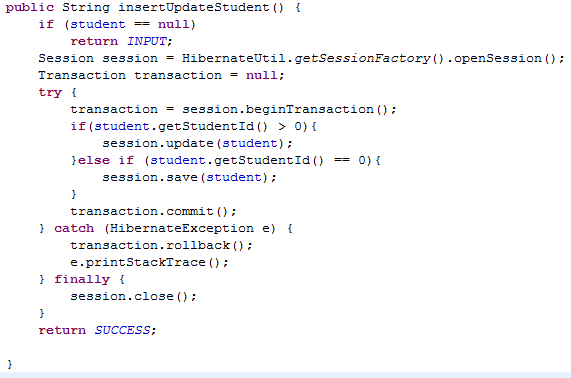 public String insertUpdateStudent() {
    if (student == null)
        return INPUT;
    Session session = HibernateUtil.getSessionFactory().openSession();
    Transaction transaction = null;
    try {
        transaction = session.beginTransaction();
        if(student.getStudentId() > 0){
            session.update(student);
        }else if (student.getStudentId() == 0){
            session.save(student);
        }
        transaction.commit();
    } catch (HibernateException e) {
        transaction.rollback();
        e.printStackTrace();
    } finally {
        session.close();
    }
    return SUCCESS;

}